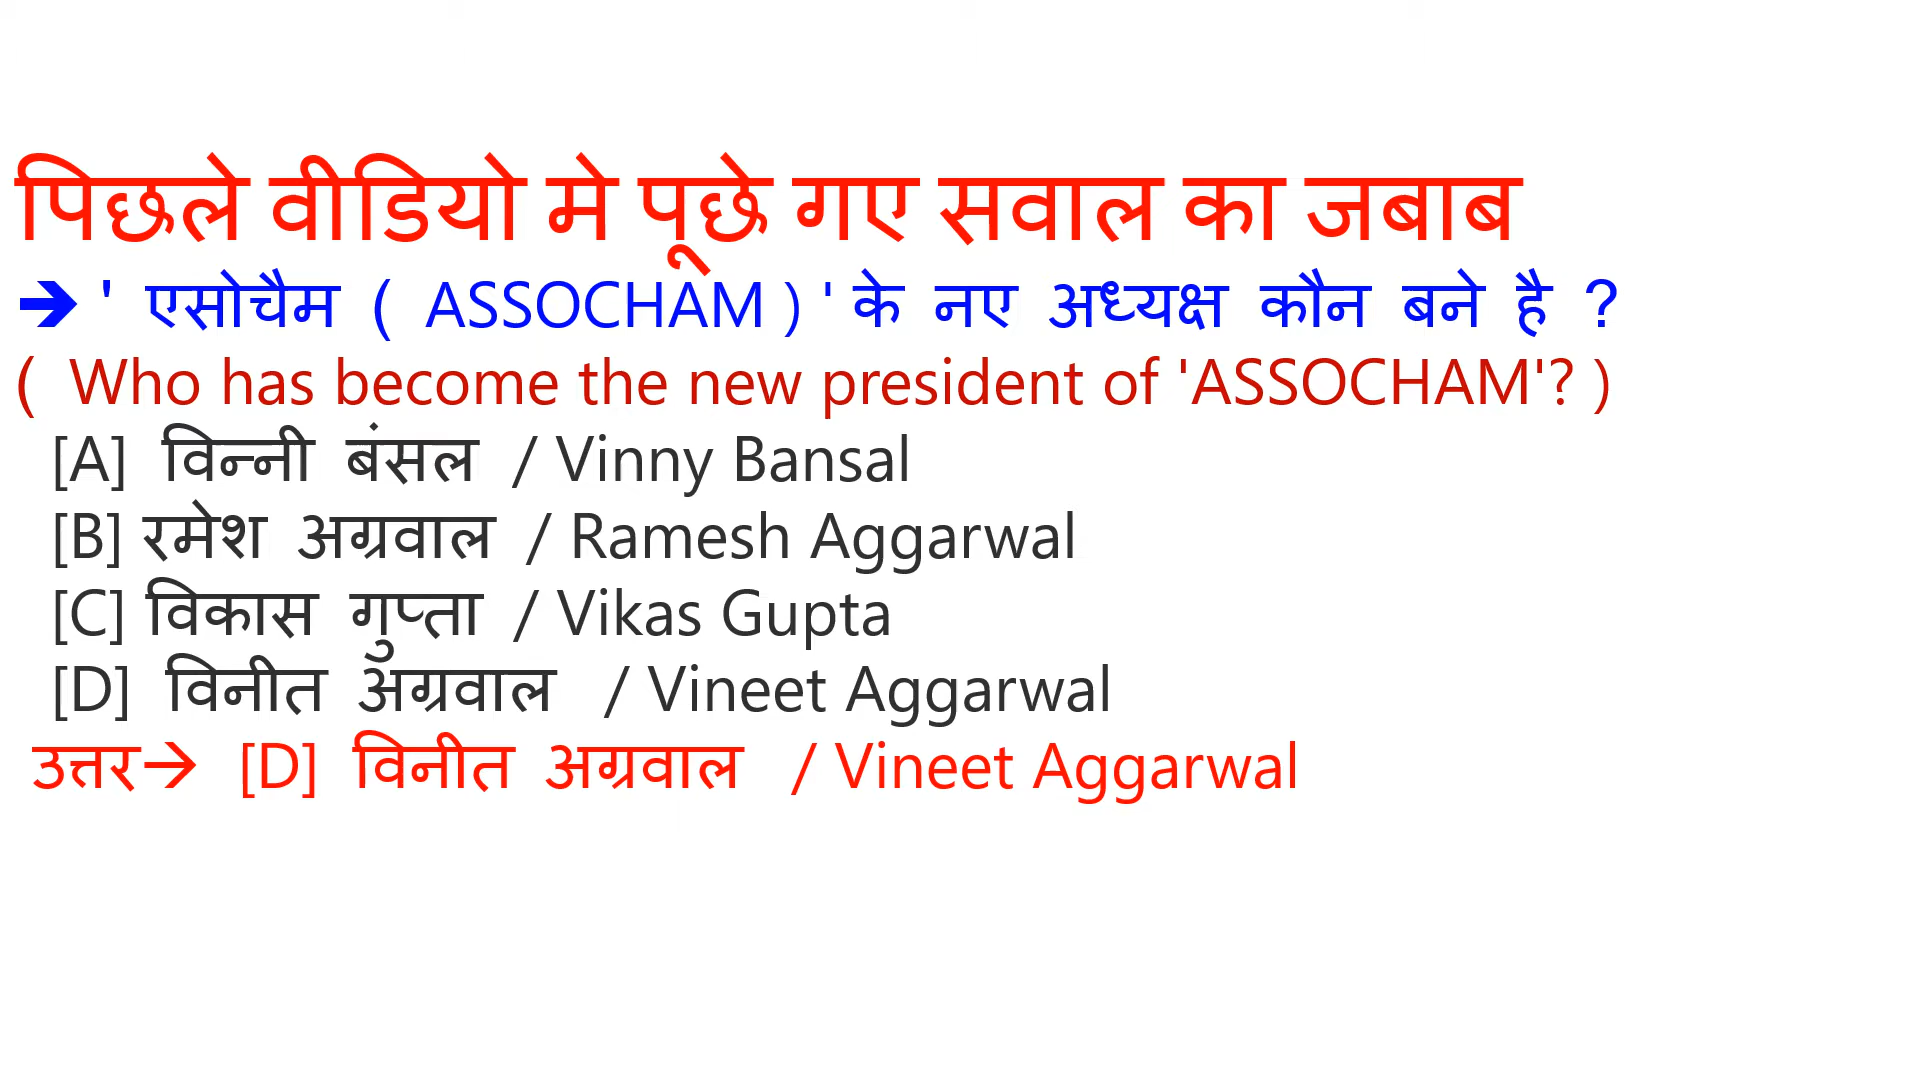 पिछले वीडियो मे पूछे गए सवाल का जबाब
🡺 ' एसोचैम ( ASSOCHAM ) ' के नए अध्यक्ष कौन बने है ?
( Who has become the new president of 'ASSOCHAM'? )
[A] विन्नी बंसल / Vinny Bansal
[B] रमेश अग्रवाल / Ramesh Aggarwal
[C] विकास गुप्ता / Vikas Gupta
[D] विनीत अग्रवाल / Vineet Aggarwal
उत्तर→ [D] विनीत अग्रवाल / Vineet Aggarwal